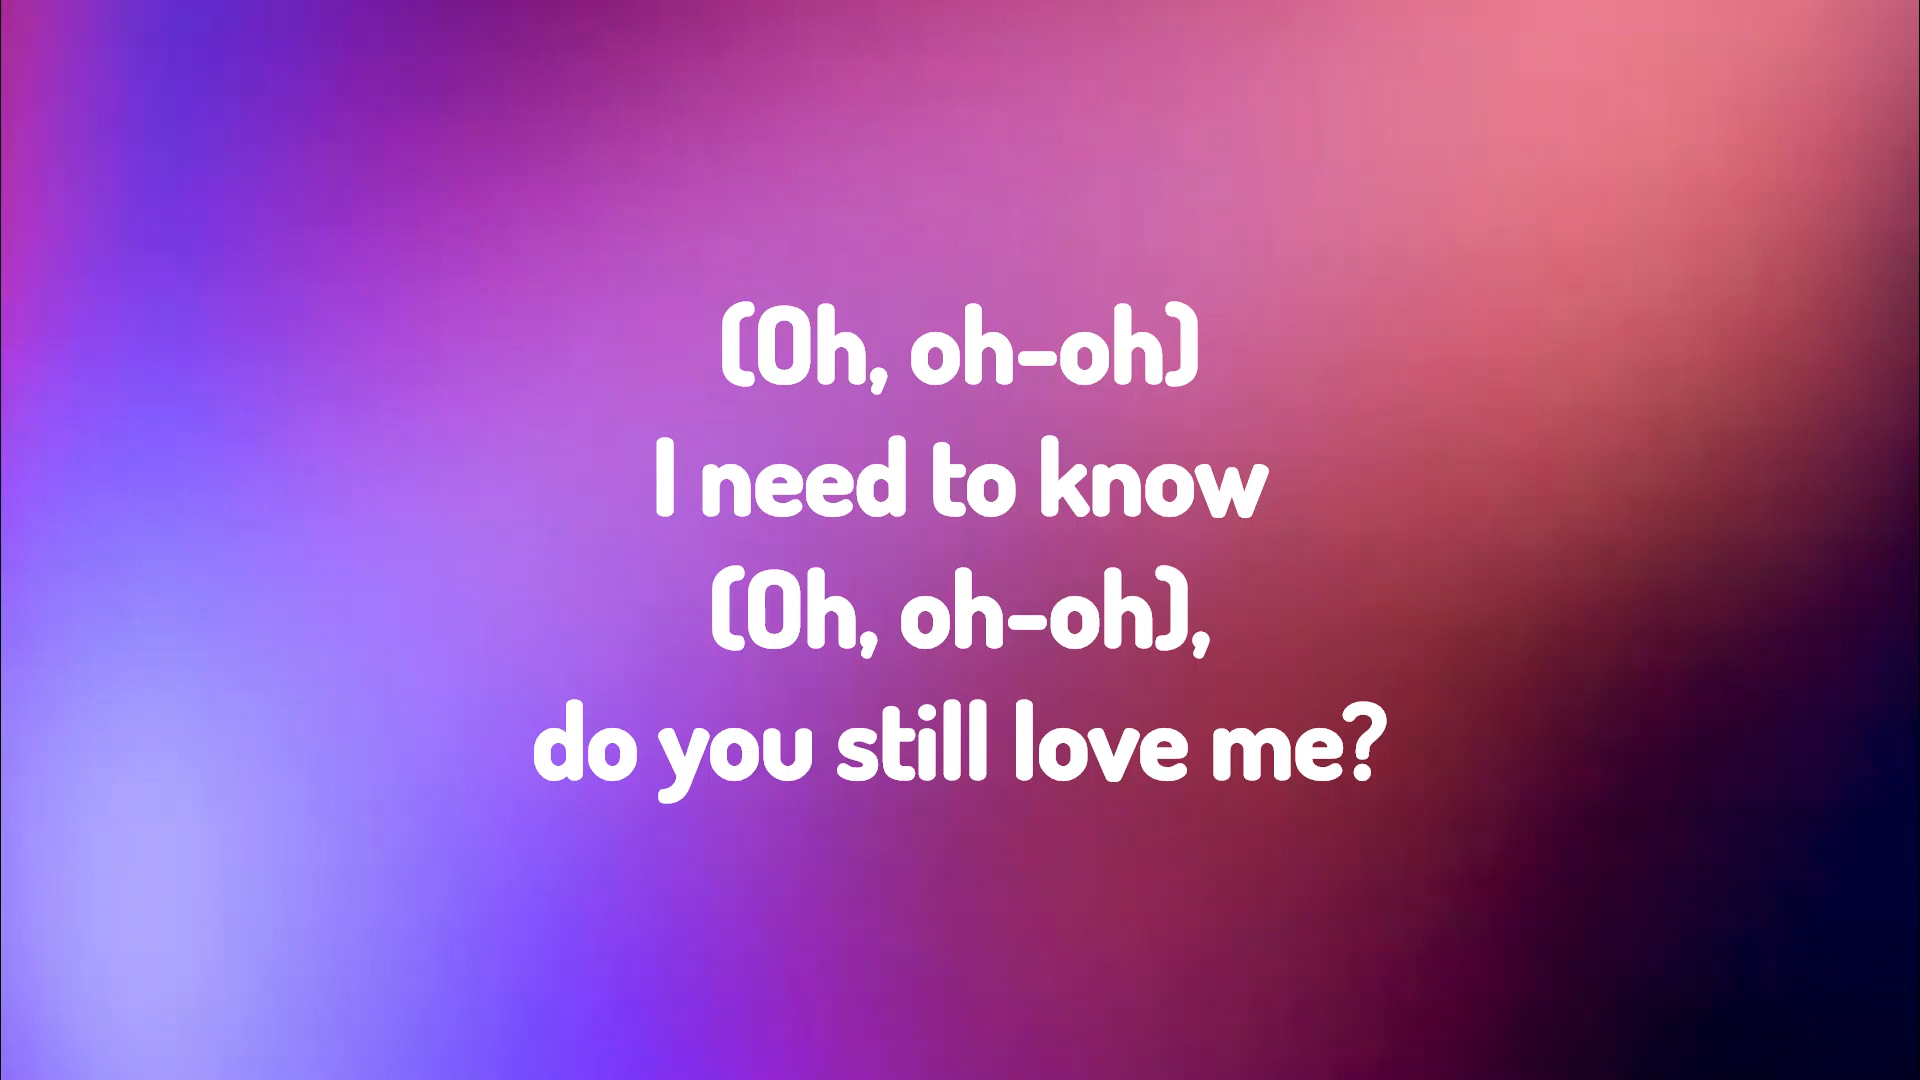 (Oh, oh-oh)
I need to know
(Oh, oh-oh),
do you still love me?